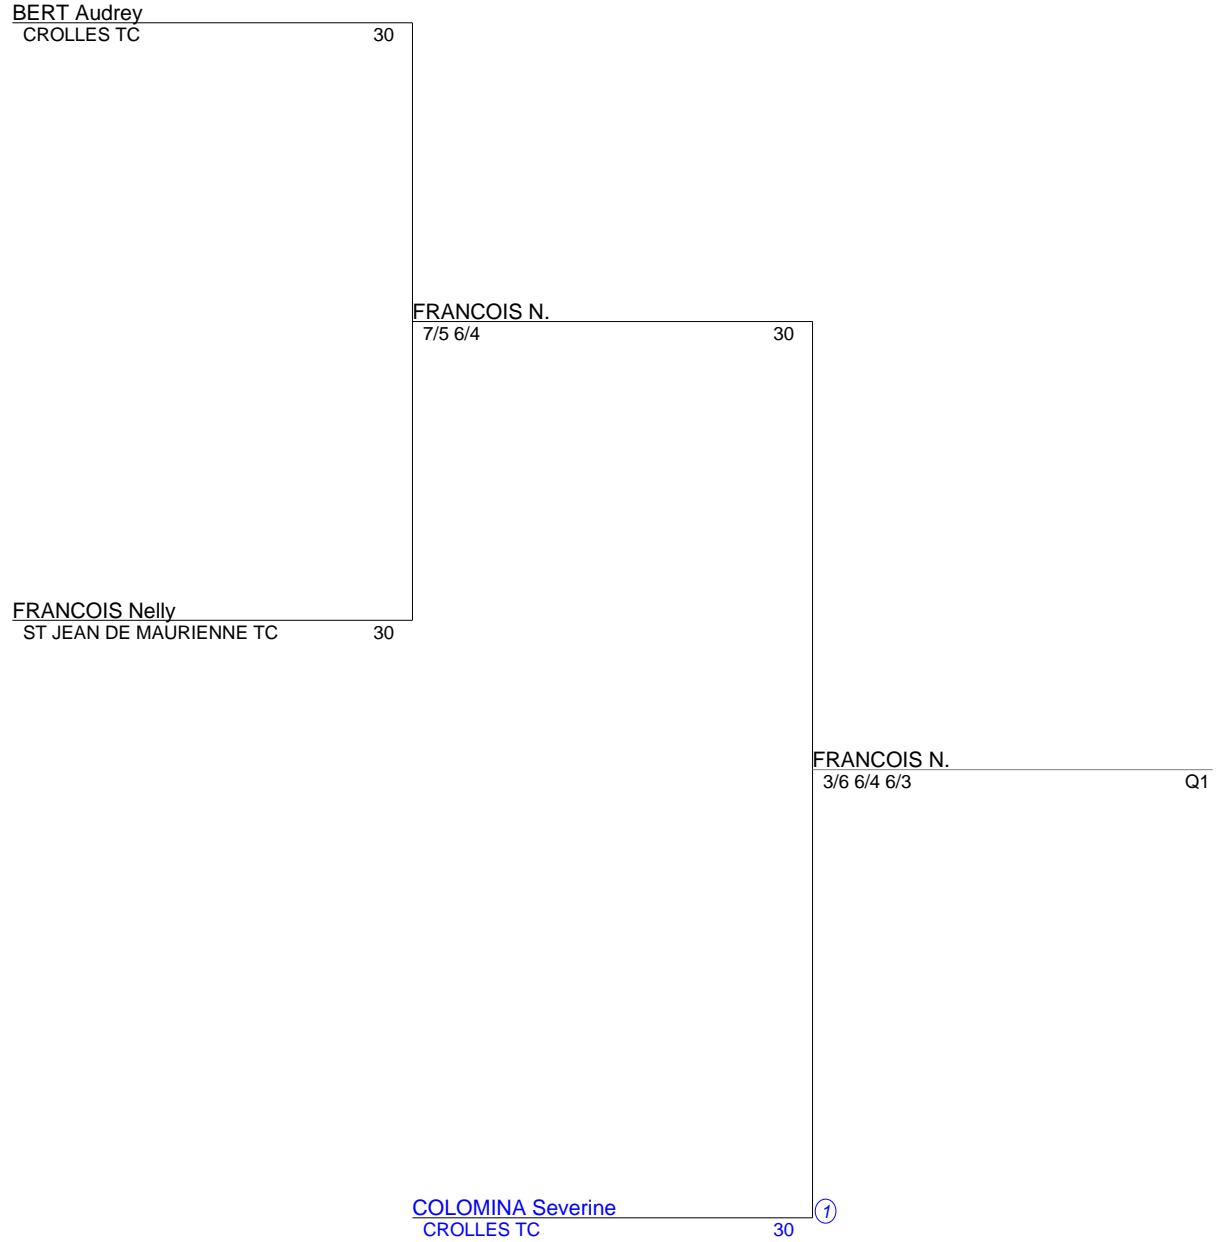 BERT Audrey
CROLLES TC 30
FRANCOIS N.
7/5 6/4 30
FRANCOIS Nelly
ST JEAN DE MAURIENNE TC 30
FRANCOIS N.
3/6 6/4 6/3 Q1
COLOMINA Severine 1
CROLLES TC 30